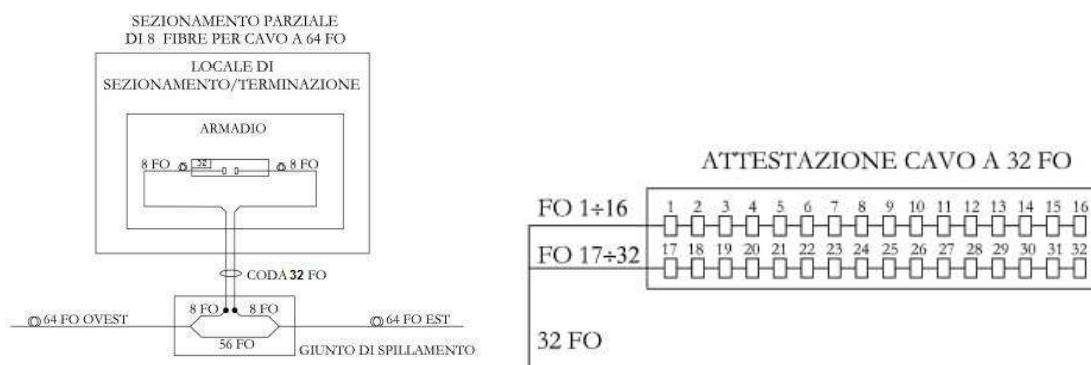 SEZIONAMENTO PARZIALE
DI 8 FIBRE PER CAVO A 64 FO
LOCALE DI
SEZIONAMENTO/TERMINAZIONE
ARMADIO
8 FO 32 8 FO
CODA 32 FO
8 FO 8 FO
64 FO OVEST 64 FO EST
56 FO
GIUNTO DI SPILLAMENTO
ATTESTAZIONE CAVO A 32 FO
FO 1÷16 1 2 3 4 5 6 7 8 9 10 11 12 13 14 15 16
FO 17÷32 17 18 19 20 21 22 23 24 25 26 27 28 29 30 31 32
32 FO